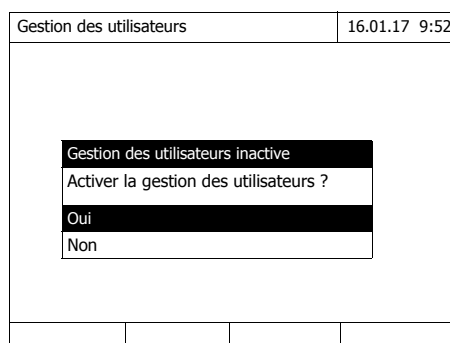 Gestion des utilisateurs 16.01.17 9:52
Gestion des utilisateurs inactive
Activer la gestion des utilisateurs ?
Oui
Non